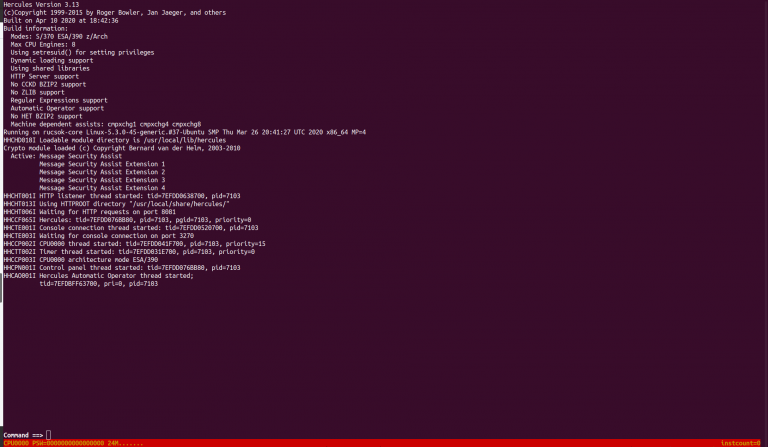 Hercules Version 3.13
(c)Copyright 1999-2015 by Roger Bowler, Jan Jaeger, and others
Built on Apr 10 2020 at 18:42:36
Build information:
Modes: S/370 ESA/390 z/Arch
Max CPU Engines: 8
Using setresuid() for setting privileges
Dynamic loading support
Using shared libraries
HTTP Server support
No CCKD BZIP2 support
No ZLIB support
Regular Expressions support
Automatic Operator support
No HET BZIP2 support
Machine dependent assists: cmpxchg1 cmpxchg4 cmpxchg8
Running on rucsok-core Linux-5.3.0-45-generic.#37-Ubuntu SMP Thu Mar 26 20:41:27 UTC 2020 x86_64 MP=4
HHCHD018I Loadable module directory is /usr/local/lib/hercules
Crypto module loaded (c) Copyright Bernard van der Helm, 2003-2010
Active: Message Security Assist
Message Security Assist Extension 1
Message Security Assist Extension 2
Message Security Assist Extension 3
Message Security Assist Extension 4
HHCHT001I HTTP listener thread started: tid=7EFDD0638700, pid=7103
HHCHT013I Using HTTPROOT directory "/usr/local/share/hercules/"
HHCHT006I Waiting for HTTP requests on port 8081
HHCCF065I Hercules: tid=7EFDD076BB80, pid=7103, pgid=7103, priority=0
HHCTE001I Console connection thread started: tid=7EFDD0520700, pid=7103
HHCTE003I Waiting for console connection on port 3270
HHCCP002I CPU0000 thread started: tid=7EFDD041F700, pid=7103, priority=15
HHCTT002I Timer thread started: tid=7EFDD031E700, pid=7103, priority=0
HHCCP003I CPU0000 architecture mode ESA/390
HHCPN001I Control panel thread started: tid=7EFDD076BB80, pid=7103
HHCAO001I Hercules Automatic Operator thread started;
tid=7EFDBFF63700, pri=0, pid=7103
Command ==>
CPU0000 PSW=0000000000000000 24M....... instcount=0